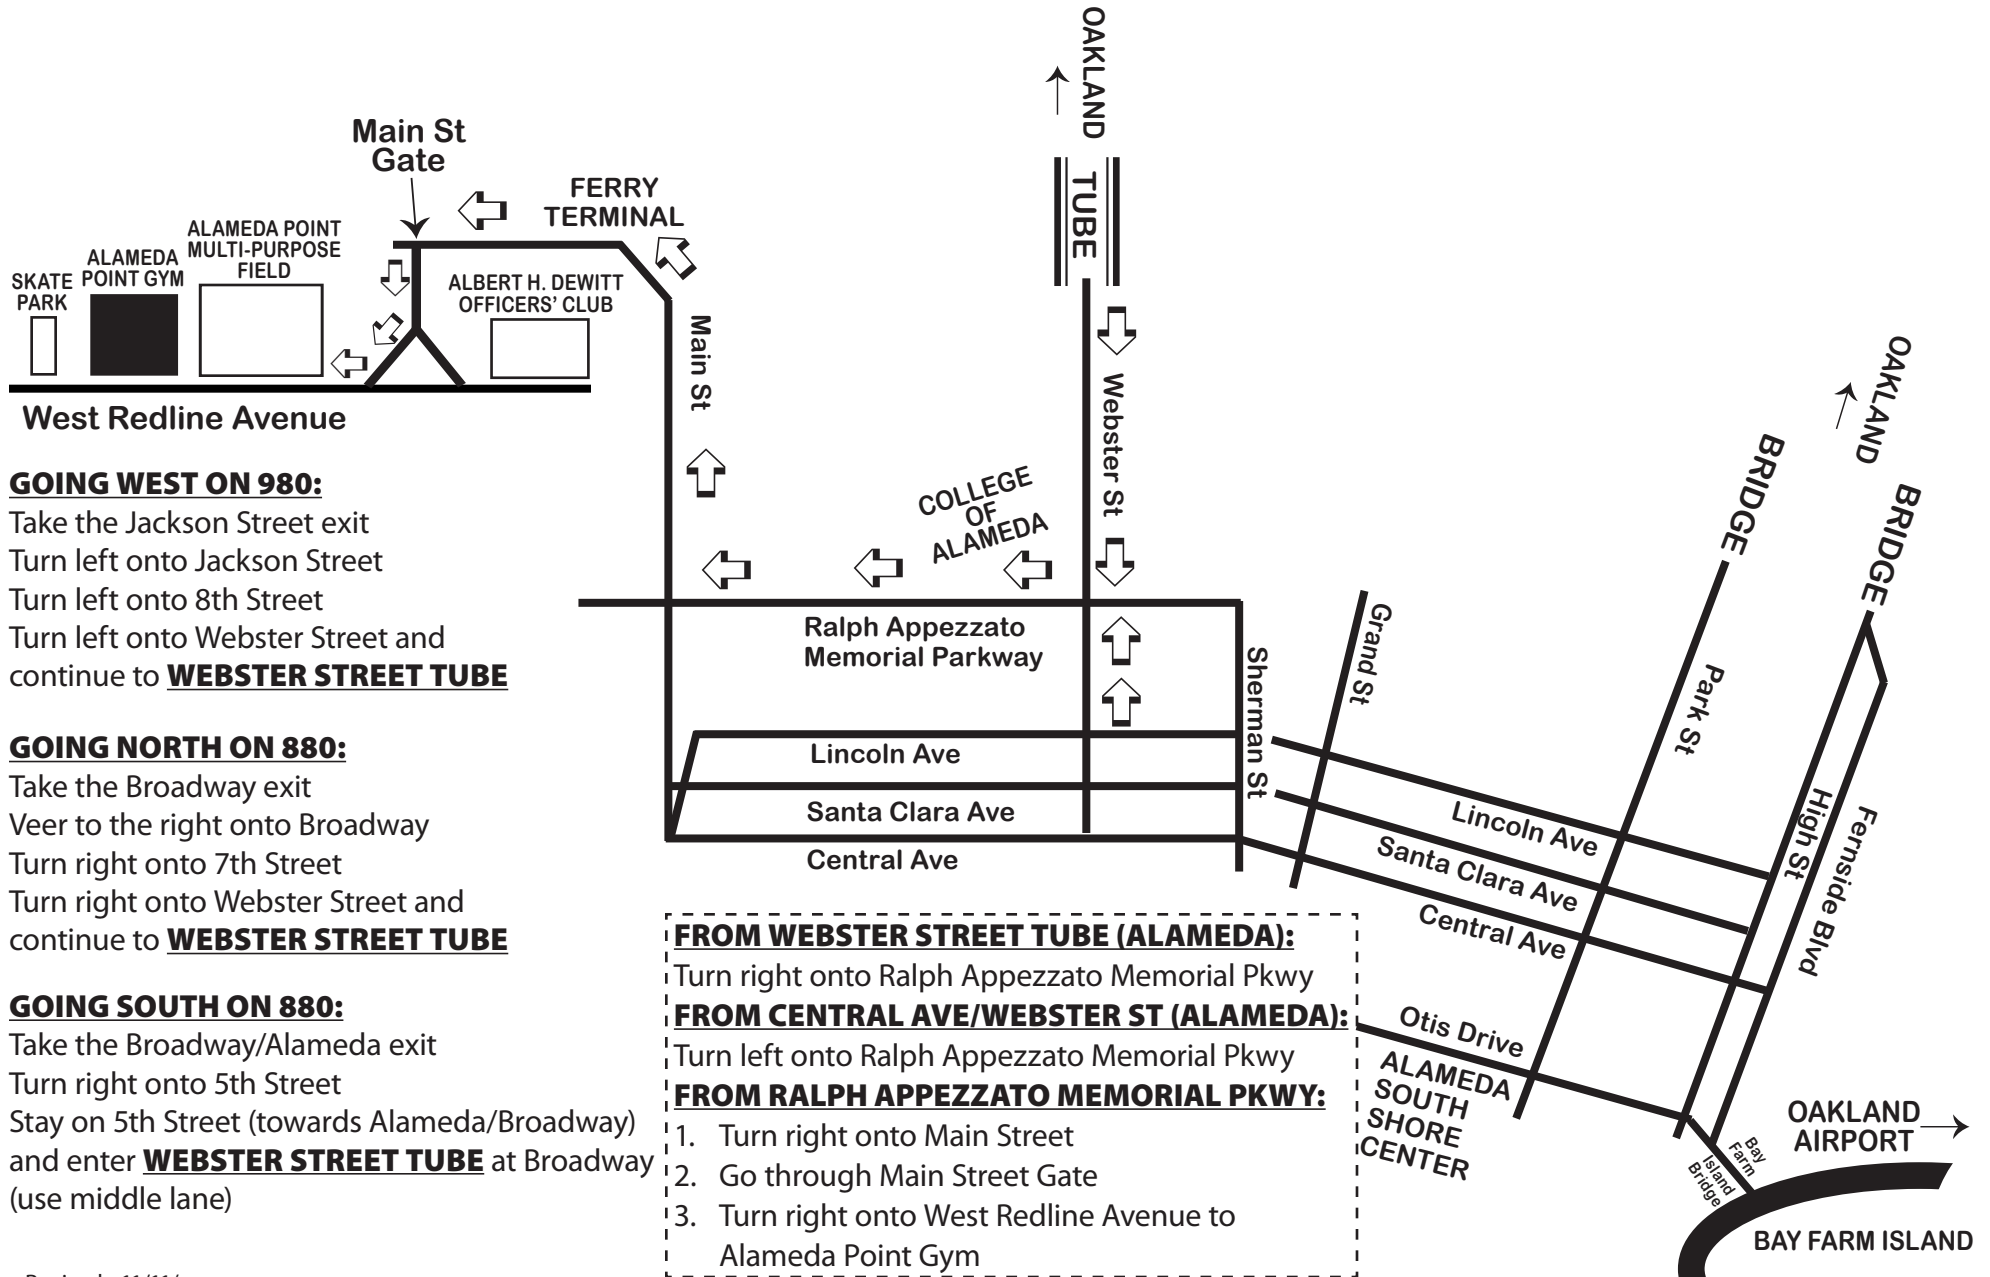 OAKLAND
TUBE
Main St
Gate
FERRY
TERMINAL
ALAMEDA POINT
MULTI-PURPOSE
FIELD
ALAMEDA
POINT GYM
SKATE
PARK
ALBERT H. DEWITT
OFFICERS' CLUB
Main St
Webster St
West Redline Avenue
OAKLAND
BRIDGE
BRIDGE
COLLEGE
OF
ALAMEDA
Ralph Appezzato
Memorial Parkway
Sherman St
Grand St
Park St
High St
Fernside Blvd
Lincoln Ave
Santa Clara Ave
Central Ave
Lincoln Ave
Santa Clara Ave
Central Ave
Otis Drive
ALAMEDA
SOUTH
SHORE
CENTER
Bay
Farm
Island
Bridge
OAKLAND
AIRPORT
BAY FARM ISLAND
GOING WEST ON 980:
Take the Jackson Street exit
Turn left onto Jackson Street
Turn left onto 8th Street
Turn left onto Webster Street and
continue to WEBSTER STREET TUBE
GOING NORTH ON 880:
Take the Broadway exit
Veer to the right onto Broadway
Turn right onto 7th Street
Turn right onto Webster Street and
continue to WEBSTER STREET TUBE
GOING SOUTH ON 880:
Take the Broadway/Alameda exit
Turn right onto 5th Street
Stay on 5th Street (towards Alameda/Broadway)
and enter WEBSTER STREET TUBE at Broadway
(use middle lane)
FROM WEBSTER STREET TUBE (ALAMEDA):
Turn right onto Ralph Appezzato Memorial Pkwy
FROM CENTRAL AVE/WEBSTER ST (ALAMEDA):
Turn left onto Ralph Appezzato Memorial Pkwy
FROM RALPH APPEZZATO MEMORIAL PKWY:
1. Turn right onto Main Street
2. Go through Main Street Gate
3. Turn right onto West Redline Avenue to
Alameda Point Gym